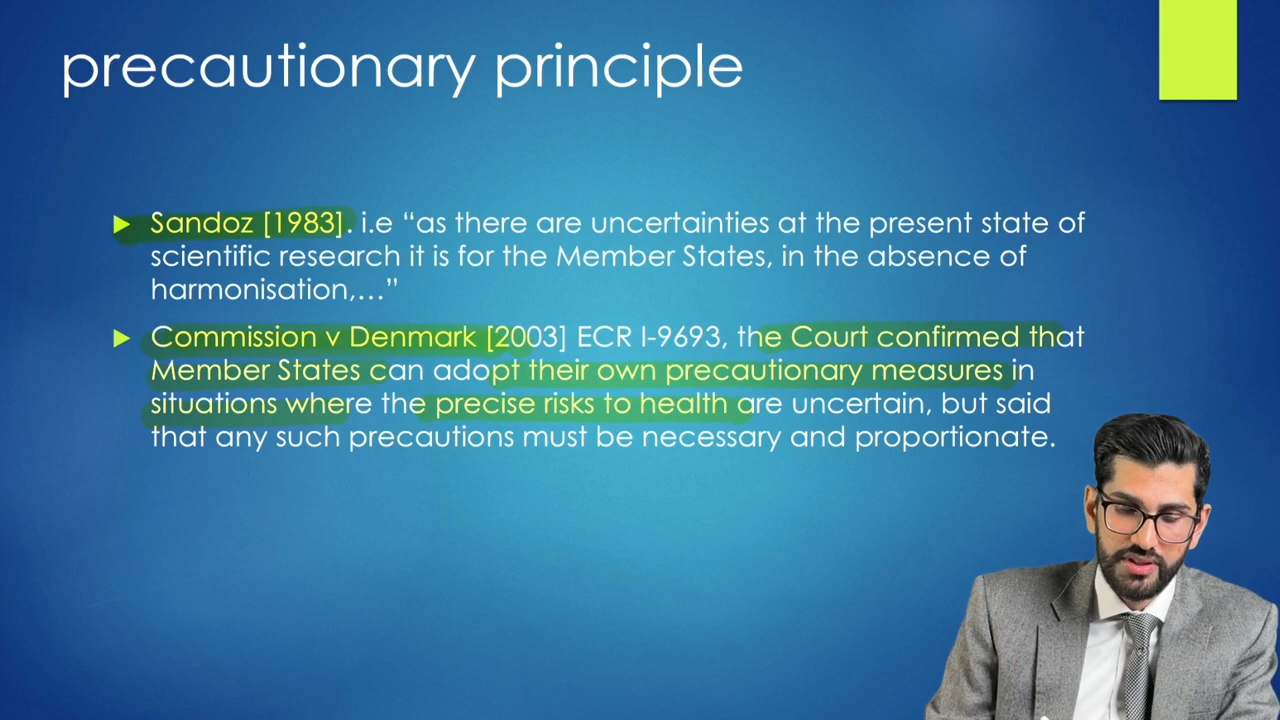 precautionary principle
Sandoz [1983]. i.e “as there are uncertainties at the present state of
scientific research it is for the Member States, in the absence of
harmonisation,…”
Commission v Denmark [2003] ECR I-9693, the Court confirmed that
Member States can adopt their own precautionary measures in
situations where the precise risks to health are uncertain, but said
that any such precautions must be necessary and proportionate.